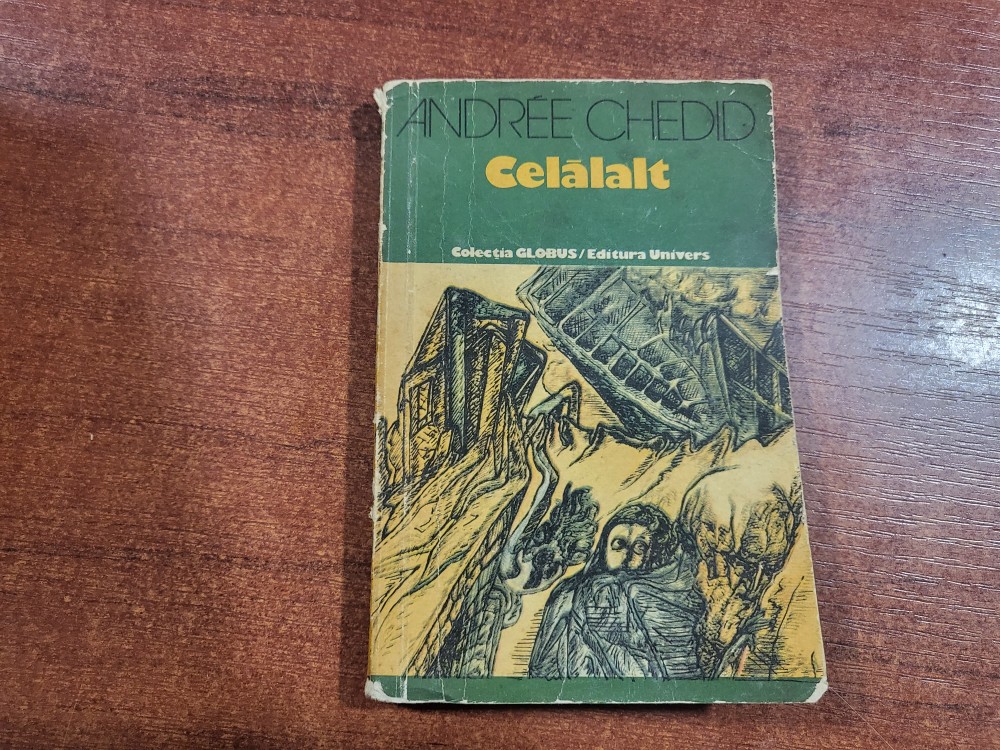 ANDRÉE CHEDID
Celălalt
Colecția GLOBUS/Editura Univers